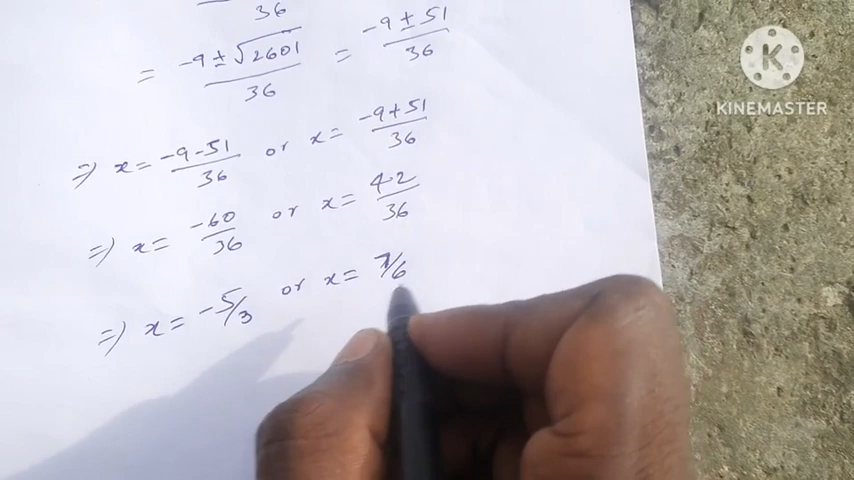 36
= -9 ± √2601 / 36 = -9 ± 51 / 36
⇒ x = -9 - 51 / 36 or x = -9 + 51 / 36
⇒ x = -60 / 36 or x = 42 / 36
⇒ x = -5/3 or x = 7/6
K
KINEMASTER